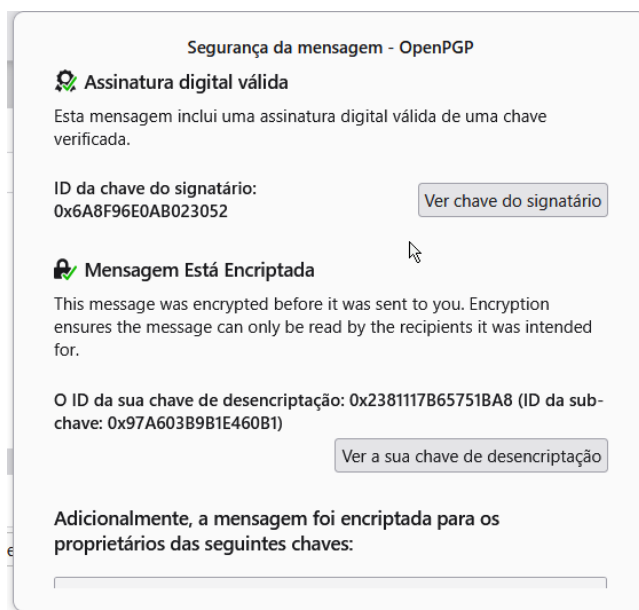 Segurança da mensagem - OpenPGP
Assinatura digital válida
Esta mensagem inclui uma assinatura digital válida de uma chave
verificada.
ID da chave do signatário:
0x6A8F96E0AB023052
Ver chave do signatário
Mensagem Está Encriptada
This message was encrypted before it was sent to you. Encryption
ensures the message can only be read by the recipients it was intended
for.
O ID da sua chave de desencriptação: 0x2381117B65751BA8 (ID da sub-
chave: 0x97A603B9B1E460B1)
Ver a sua chave de desencriptação
Adicionalmente, a mensagem foi encriptada para os
proprietários das seguintes chaves: